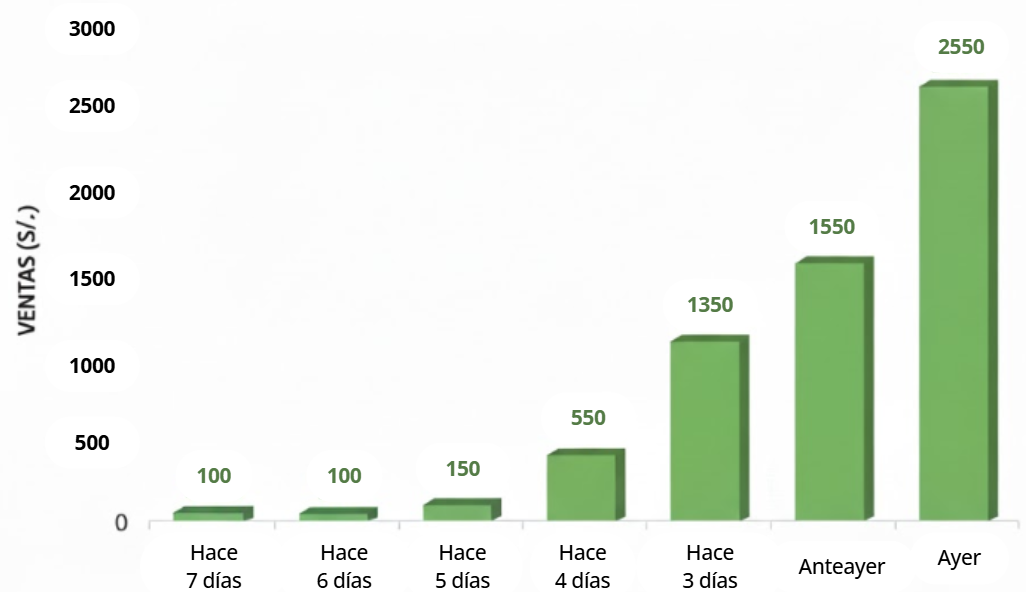 3000
2500
2000
1500
1000
500
0
VENTAS (S/.)
100
100
150
550
1350
1550
2550
Hace
7 días
Hace
6 días
Hace
5 días
Hace
4 días
Hace
3 días
Anteayer
Ayer